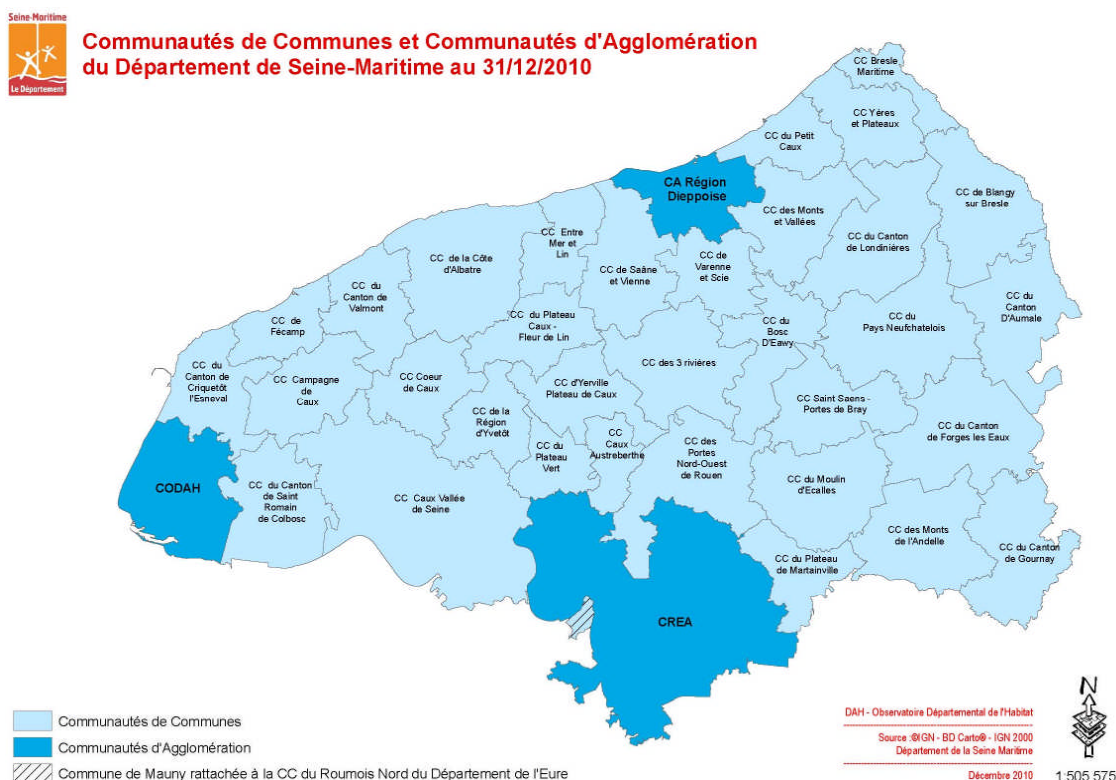 Seine-Maritime
Le Département
Communautés de Communes et Communautés d'Agglomération
du Département de Seine-Maritime au 31/12/2010
CC Bresle
Maritime
CC Yères
et Plateaux
CC du Petit
Caux
CA Région
Dieppoise
CC de Blangy
sur Bresle
CC des Monts
et Vallées
CC du Canton
de Londinières
CC Entre
Mer et
Lin
CC de la Côte
d'Albatre
CC de Saâne
et Vienne
CC de
Varenne
et Scie
CC du
Canton de
Valmont
CC du
Canton
D'Aumale
CC de
Fécamp
CC du Plateau
Caux -
Fleur de Lin
CC du
Bosc
D'Eawy
CC du
Pays Neufchatelois
CC du
Canton de
Criquetôt
l'Esneval
CC Campagne
de
Caux
CC Coeur
de Caux
CC des 3 rivières
CC d'Yerville
Plateau de Caux
CC Saint Saens -
Portes de Bray
CC de la
Région
d'Yvetôt
CC du
Plateau
Vert
CC
Caux
Austreberthe
CC des
Portes
Nord-Ouest
de Rouen
CC du Canton
de Forges les Eaux
CODAH
CC du Canton
de Saint
Romain
de Colbosc
CC Caux Vallée
de Seine
CC du Moulin
d'Ecalles
CC des Monts
de l'Andelle
CC du Canton
de Gournay
CC du Plateau
de Martainville
CREA
Communautés de Communes
Communautés d'Agglomération
Commune de Mauny rattachée à la CC du Roumois Nord du Département de l'Eure
DAH - Observatoire Départemental de l'Habitat
Source :©IGN - BD Carto® - IGN 2000
Département de la Seine Maritime
Décembre 2010
N
1:505 575